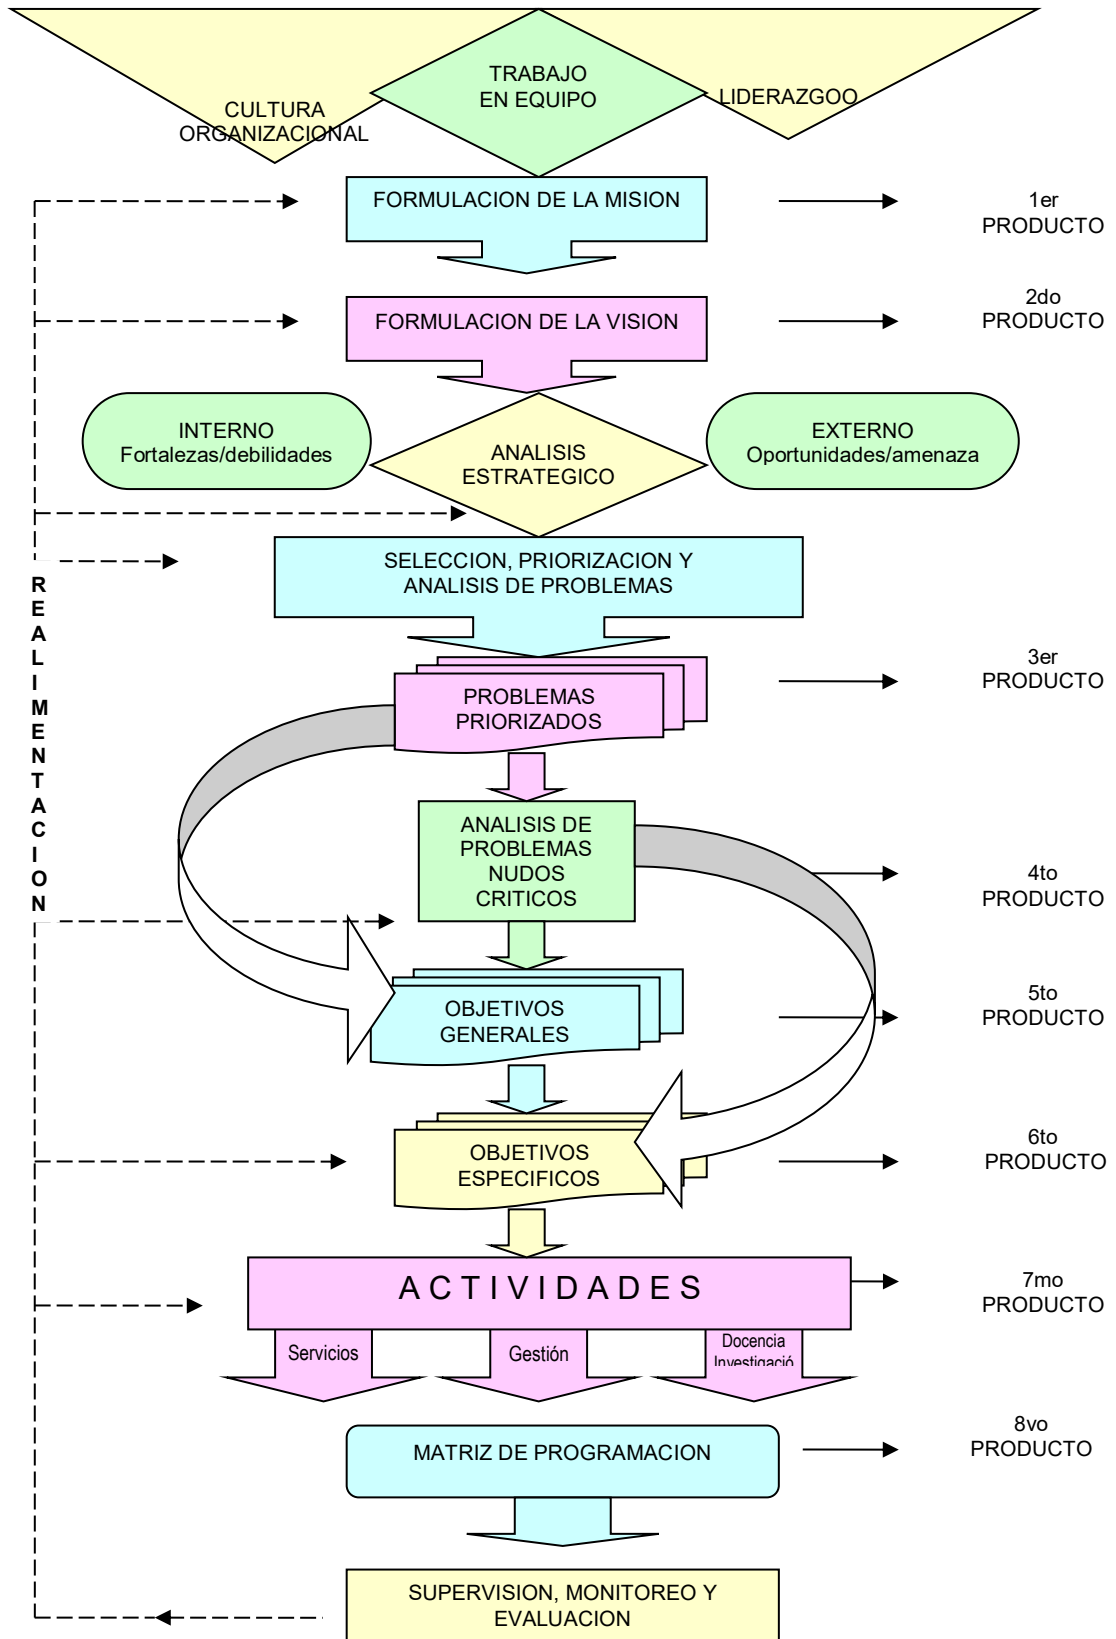 TRABAJO
EN EQUIPO
CULTURA
ORGANIZACIONAL
LIDERAZGOO
FORMULACION DE LA MISION
1er
PRODUCTO
FORMULACION DE LA VISION
2do
PRODUCTO
INTERNO
Fortalezas/debilidades
ANALISIS
ESTRATEGICO
EXTERNO
Oportunidades/amenaza
SELECCION, PRIORIZACION Y
ANALISIS DE PROBLEMAS
REALIMENTACION
PROBLEMAS
PRIORIZADOS
3er
PRODUCTO
ANALISIS DE
PROBLEMAS
NUDOS
CRITICOS
4to
PRODUCTO
OBJETIVOS
GENERALES
5to
PRODUCTO
OBJETIVOS
ESPECIFICOS
6to
PRODUCTO
A C T I V I D A D E S
7mo
PRODUCTO
Servicios
Gestión
Docencia
Investigació
MATRIZ DE PROGRAMACION
8vo
PRODUCTO
SUPERVISION, MONITOREO Y
EVALUACION